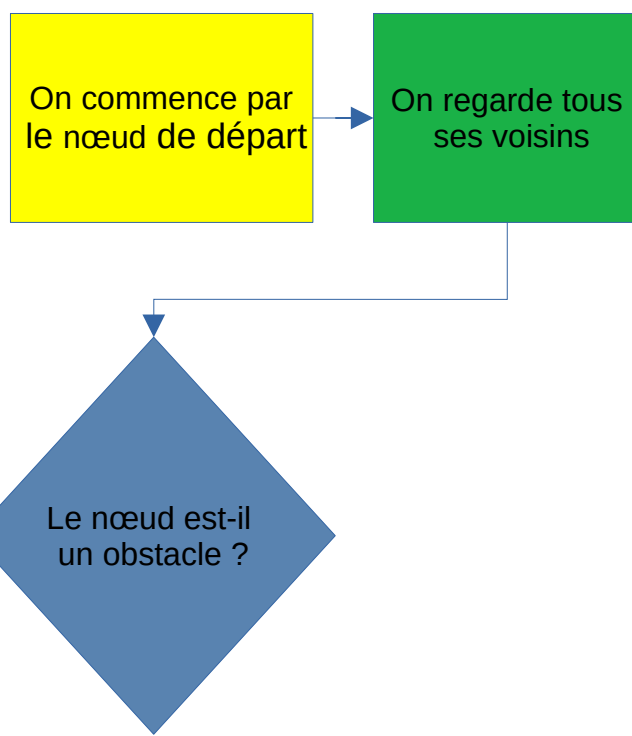 On commence par
le nœud de départ
On regarde tous
ses voisins
Le nœud est-il
un obstacle ?